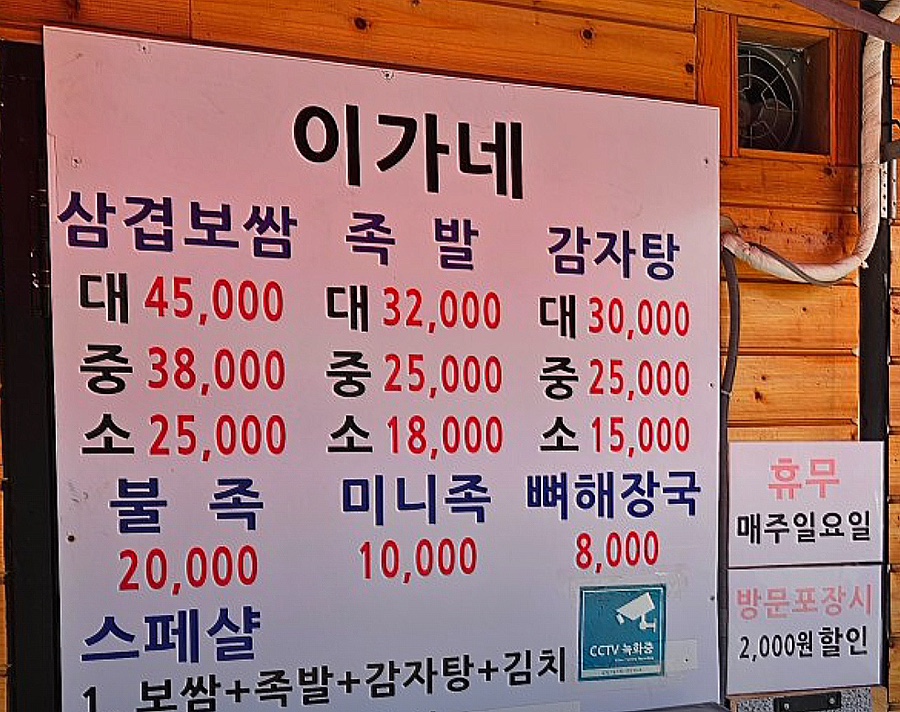 이가네
삼겹보쌈 족 발 감자탕
대 45,000 대 32,000 대 30,000
중 38,000 중 25,000 중 25,000
소 25,000 소 18,000 소 15,000
불 족 미니족 뼈해장국
20,000 10,000 8,000
스페샬
1 보쌈+족발+감자탕+김치
CCTV 녹화중
휴무
매주일요일
방문포장시
2,000원 할인